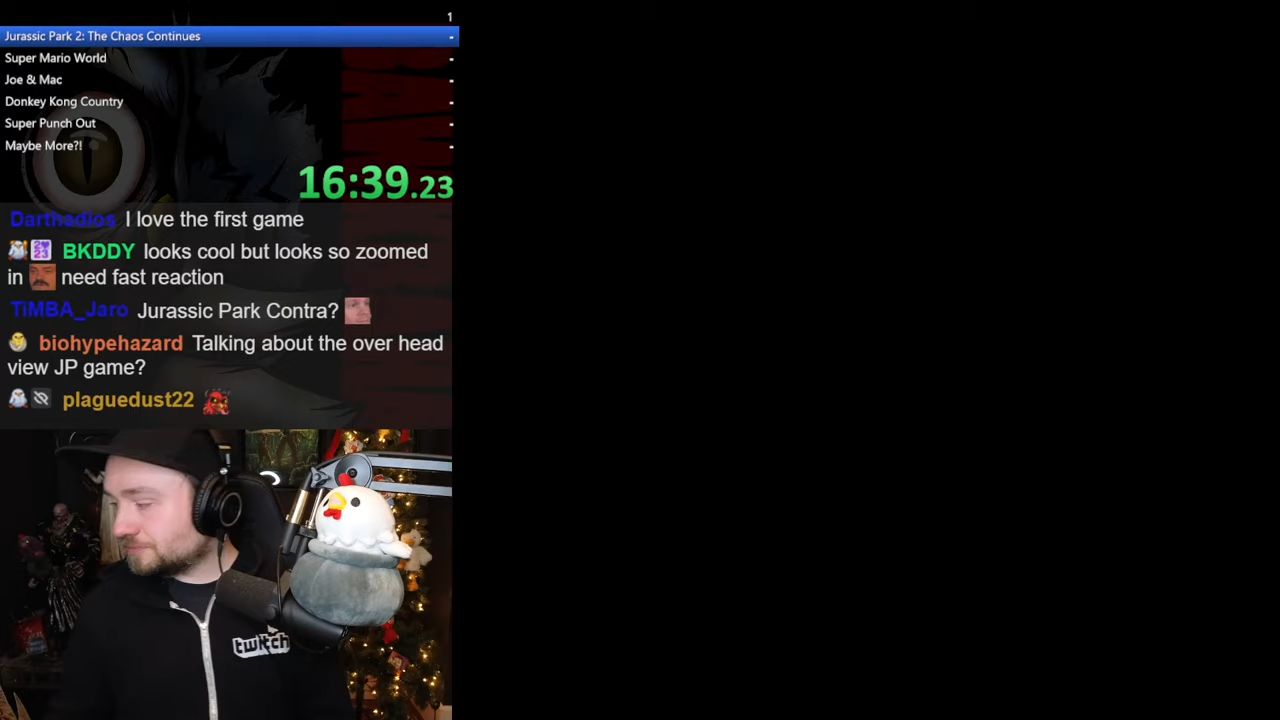 1
Jurassic Park 2: The Chaos Continues -
Super Mario World -
Joe & Mac -
Donkey Kong Country -
Super Punch Out -
Maybe More?! -
16:39.23
Darthadios I love the first game
BKDDY looks cool but looks so zoomed
in need fast reaction
TiMBA_Jaro Jurassic Park Contra?
biohypehazard Talking about the over head
view JP game?
plaguedust22
twitch